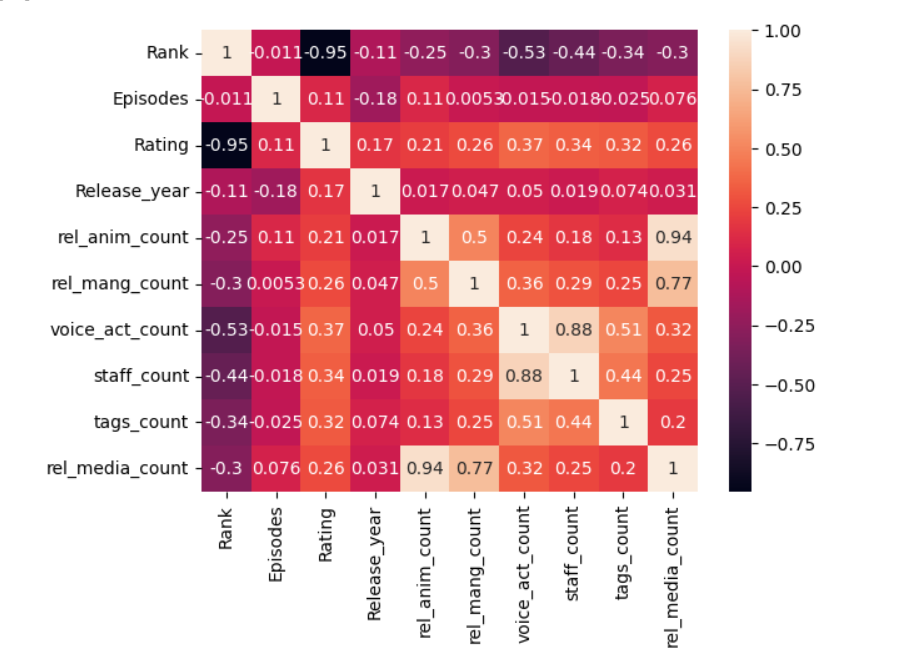 Rank 1 -0.011 -0.95 -0.11 -0.25 -0.3 -0.53 -0.44 -0.34 -0.3
Episodes -0.011 1 0.11 -0.18 0.11 0.0053 -0.015 -0.018 -0.025 0.076
Rating -0.95 0.11 1 0.17 0.21 0.26 0.37 0.34 0.32 0.26
Release_year -0.11 -0.18 0.17 1 0.017 0.047 0.05 0.019 0.074 0.031
rel_anim_count -0.25 0.11 0.21 0.017 1 0.5 0.24 0.18 0.13 0.94
rel_mang_count -0.3 0.0053 0.26 0.047 0.5 1 0.36 0.29 0.25 0.77
voice_act_count -0.53 -0.015 0.37 0.05 0.24 0.36 1 0.88 0.51 0.32
staff_count -0.44 -0.018 0.34 0.019 0.18 0.29 0.88 1 0.44 0.25
tags_count -0.34 -0.025 0.32 0.074 0.13 0.25 0.51 0.44 1 0.2
rel_media_count -0.3 0.076 0.26 0.031 0.94 0.77 0.32 0.25 0.2 1
Rank
Episodes
Rating
Release_year
rel_anim_count
rel_mang_count
voice_act_count
staff_count
tags_count
rel_media_count
1.00
0.75
0.50
0.25
0.00
−0.25
−0.50
−0.75